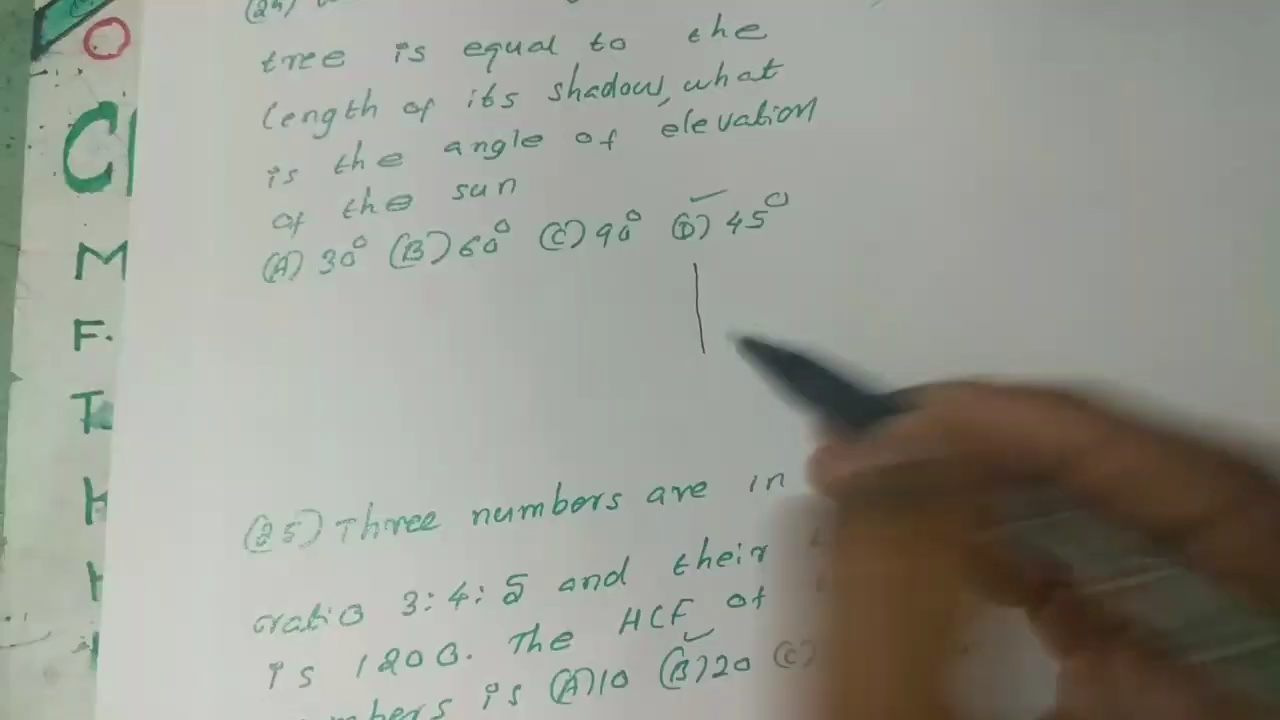 (24)
tree is equal to the
length of its shadow, what
is the angle of elevation
of the sun
(A) 30° (B) 60° (C) 90° (D) 45°
(25) Three numbers are in
ratio 3:4:5 and their
is 1200. The HCF of
is (A) 10 (B) 20 (C)
O
C
M
F.
T
H